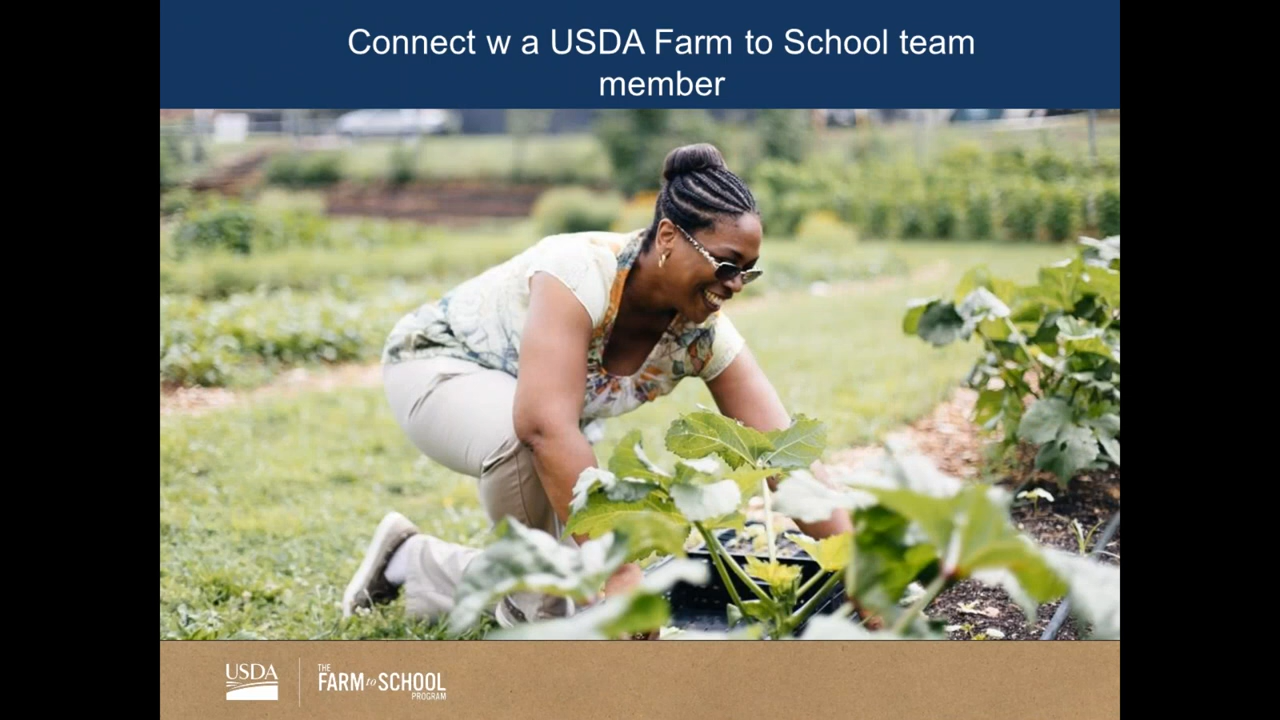 Connect w a USDA Farm to School team
member
USDA
THE
FARM to SCHOOL
PROGRAM